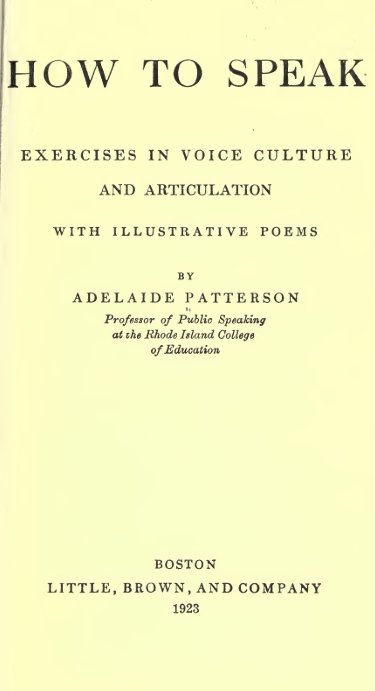 HOW TO SPEAK
EXERCISES IN VOICE CULTURE
AND ARTICULATION
WITH ILLUSTRATIVE POEMS
BY
ADELAIDE PATTERSON
Professor of Public Speaking
at the Rhode Island College
of Education
BOSTON
LITTLE, BROWN, AND COMPANY
1923